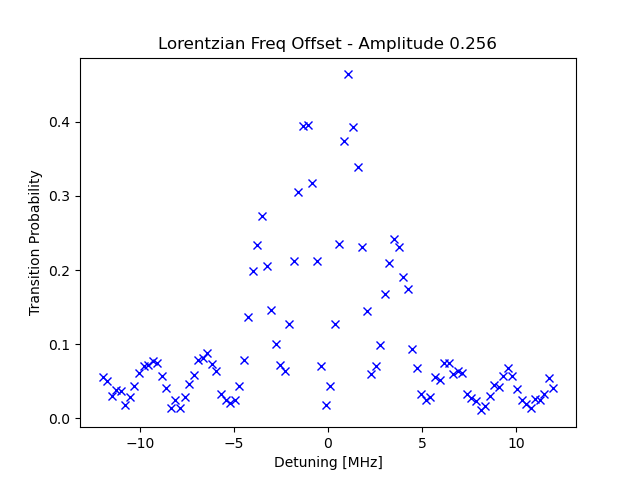 Lorentzian Freq Offset - Amplitude 0.256
Transition Probability
0.4
0.3
0.2
0.1
0.0
−10 −5 0 5 10
Detuning [MHz]